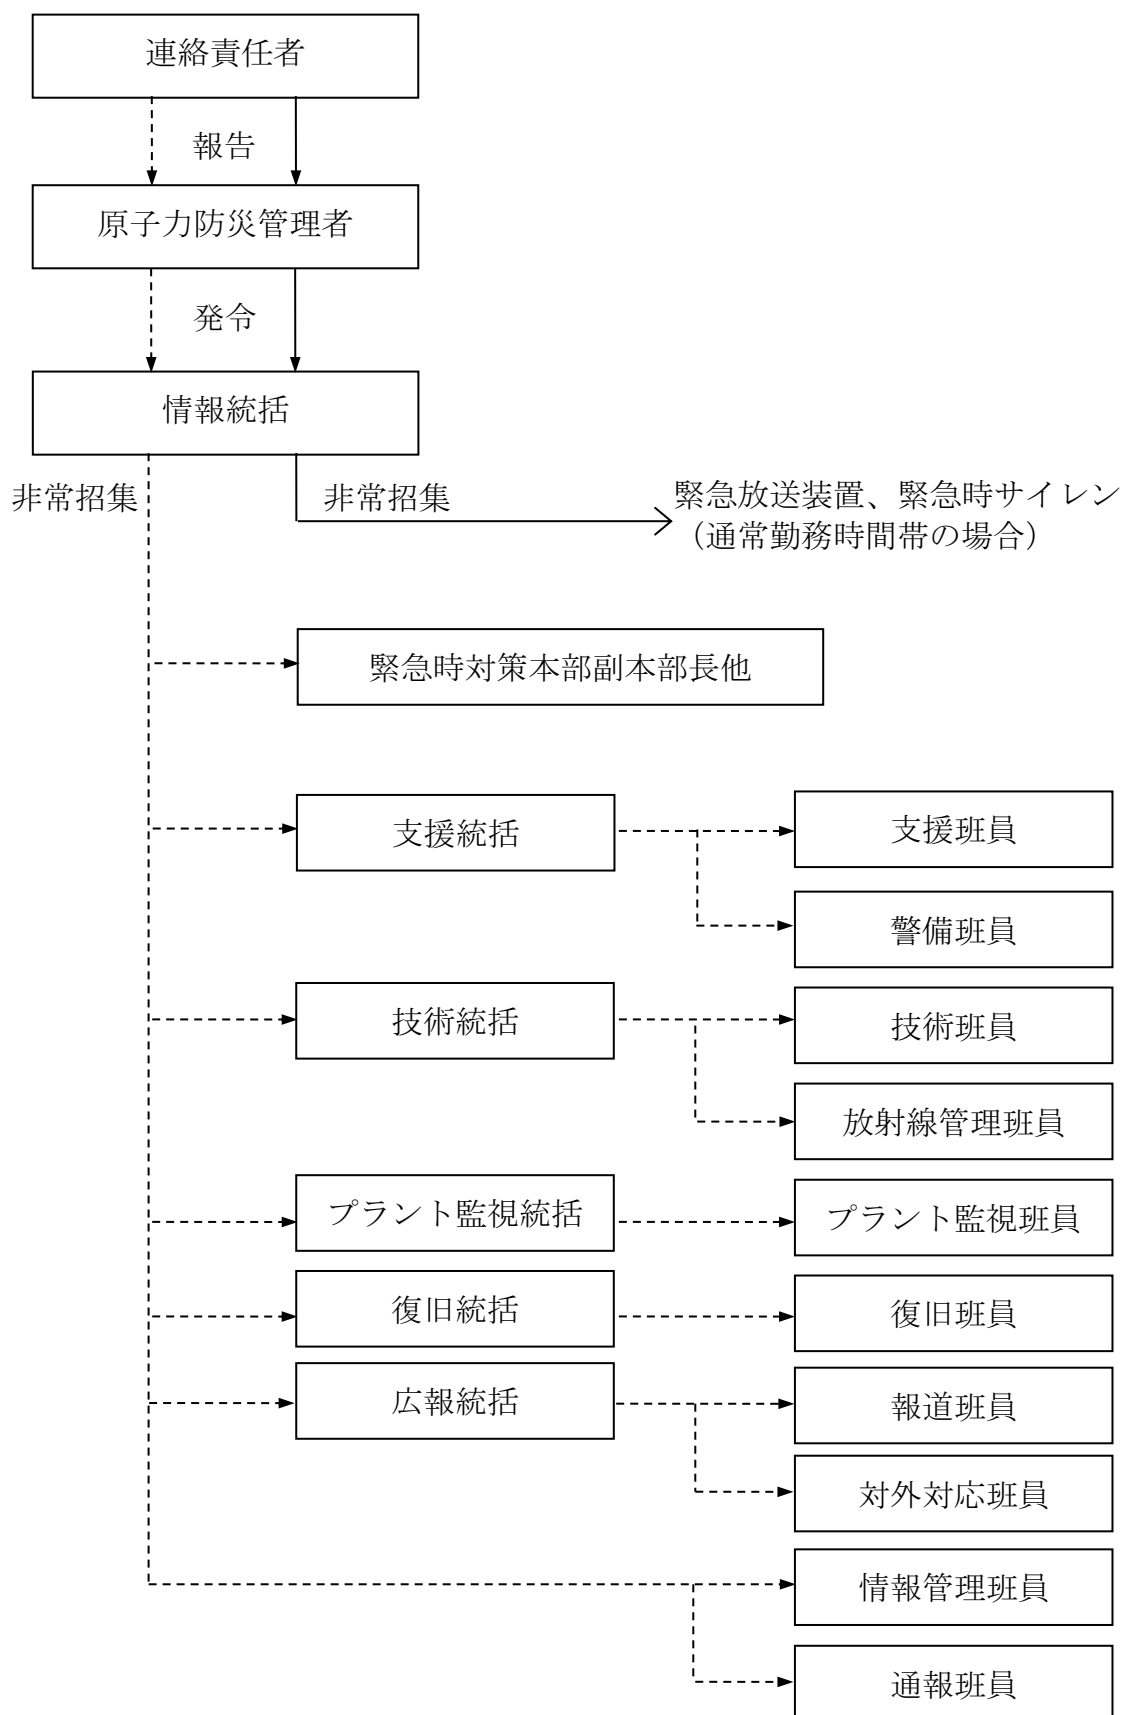 連絡責任者
報告
原子力防災管理者
発令
情報統括
非常招集
非常招集
緊急放送装置、緊急時サイレン
（通常勤務時間帯の場合）
緊急時対策本部副本部長他
支援統括
支援班員
警備班員
技術統括
技術班員
放射線管理班員
プラント監視統括
プラント監視班員
復旧統括
復旧班員
広報統括
報道班員
対外対応班員
情報管理班員
通報班員